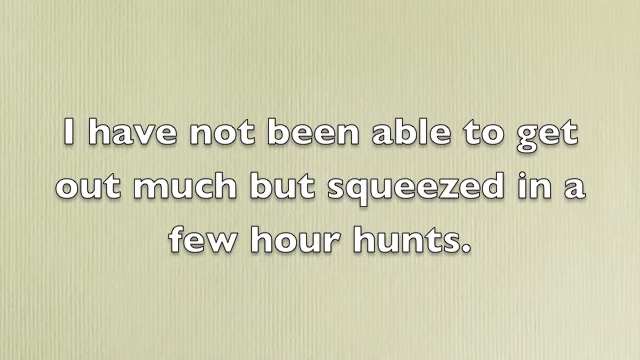 I have not been able to get
out much but squeezed in a
few hour hunts.